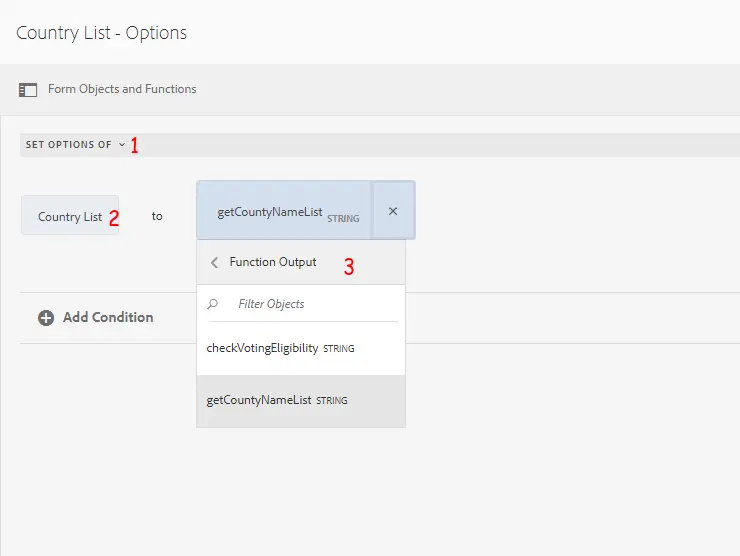 Country List - Options
Form Objects and Functions
SET OPTIONS OF 1
Country List 2 to getCountyNameList STRING
Function Output 3
Filter Objects
Add Condition
checkVotingEligibility STRING
getCountyNameList STRING